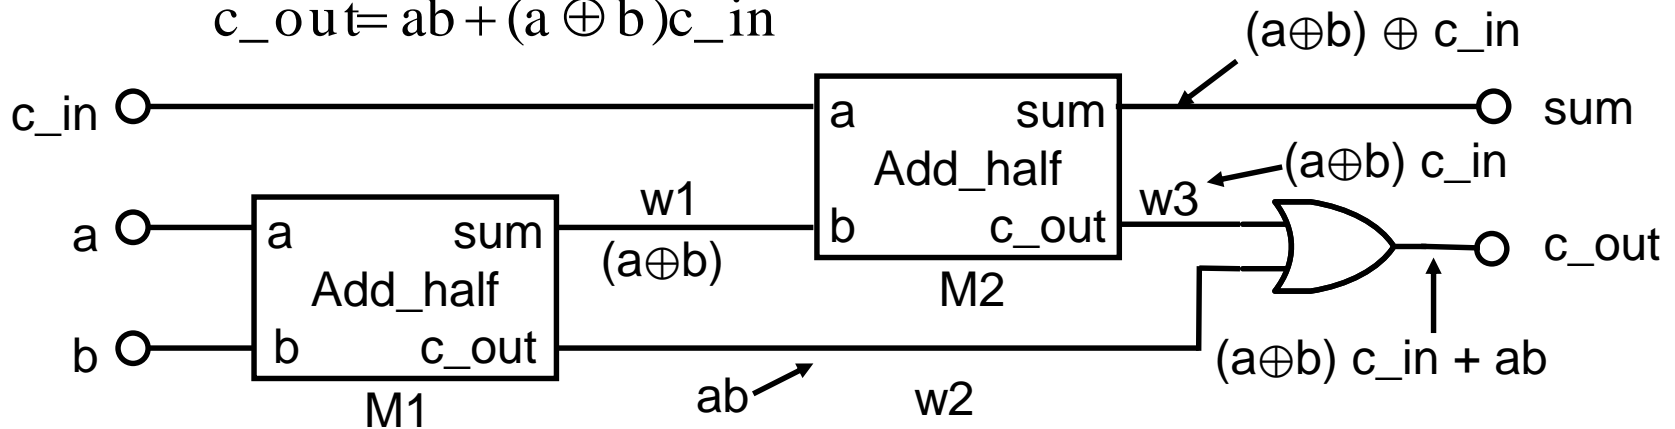 c_out= ab + (a ⊕ b)c_in
(a⊕b) ⊕ c_in
c_in
a
sum
sum
Add_half
(a⊕b) c_in
w1
w3
a
a
sum
b
c_out
c_out
(a⊕b)
Add_half
M2
b
b
c_out
(a⊕b) c_in + ab
M1
ab
w2